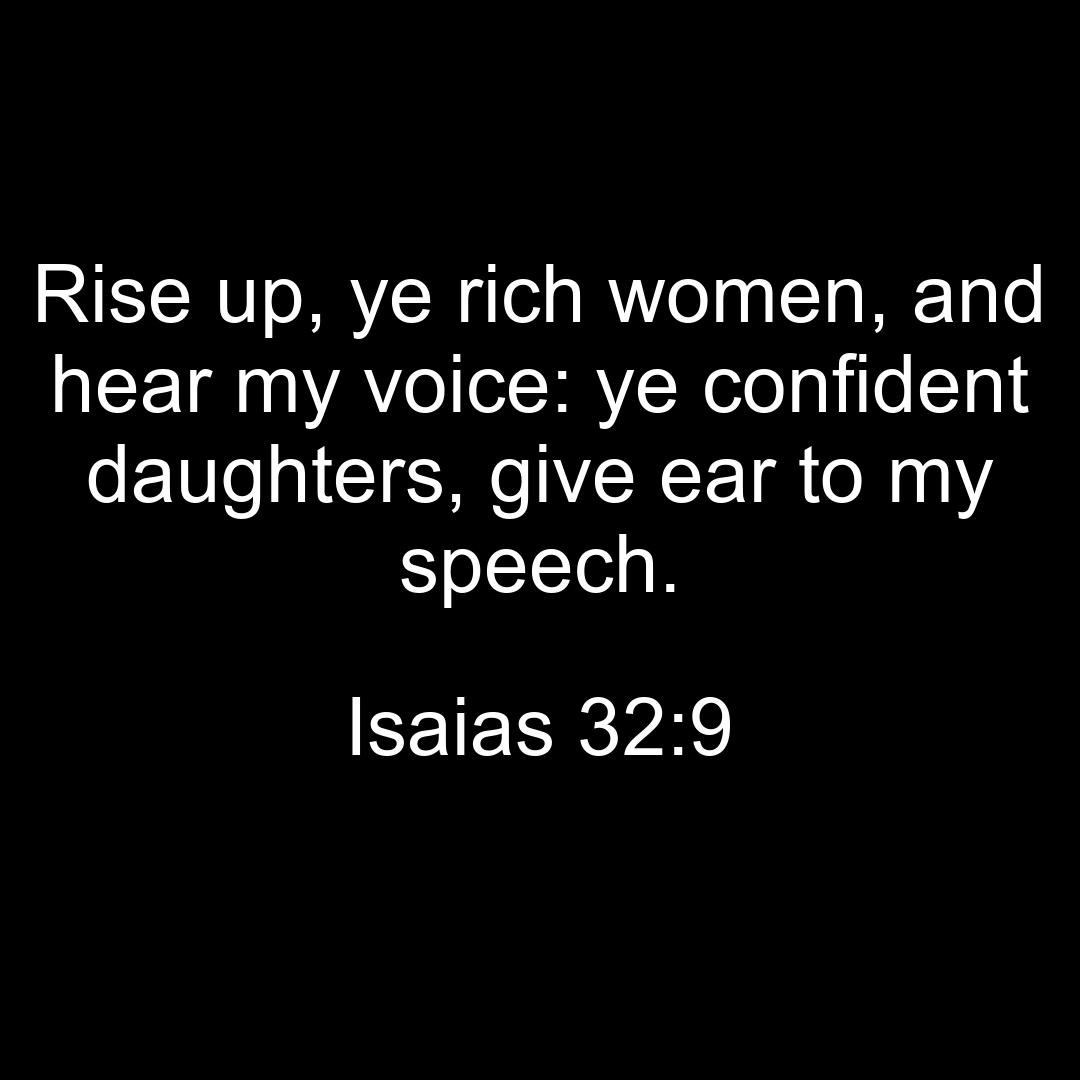 Rise up, ye rich women, and
hear my voice: ye confident
daughters, give ear to my
speech.
Isaias 32:9